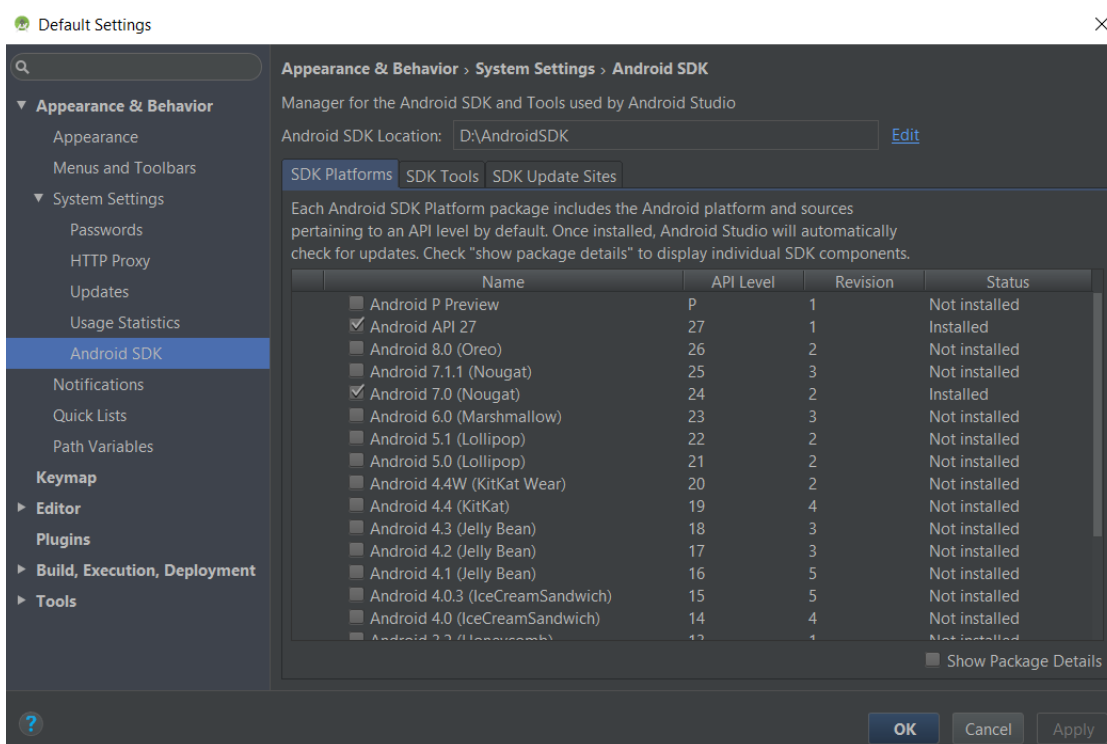 Default Settings
Appearance & Behavior
Appearance
Menus and Toolbars
System Settings
Passwords
HTTP Proxy
Updates
Usage Statistics
Android SDK
Notifications
Quick Lists
Path Variables
Keymap
Editor
Plugins
Build, Execution, Deployment
Tools
Appearance & Behavior › System Settings › Android SDK
Manager for the Android SDK and Tools used by Android Studio
Android SDK Location: D:\AndroidSDK Edit
SDK Platforms SDK Tools SDK Update Sites
Each Android SDK Platform package includes the Android platform and sources
pertaining to an API level by default. Once installed, Android Studio will automatically
check for updates. Check "show package details" to display individual SDK components.
Name API Level Revision Status
Android P Preview P 1 Not installed
Android API 27 27 1 Installed
Android 8.0 (Oreo) 26 2 Not installed
Android 7.1.1 (Nougat) 25 3 Not installed
Android 7.0 (Nougat) 24 2 Installed
Android 6.0 (Marshmallow) 23 3 Not installed
Android 5.1 (Lollipop) 22 2 Not installed
Android 5.0 (Lollipop) 21 2 Not installed
Android 4.4W (KitKat Wear) 20 2 Not installed
Android 4.4 (KitKat) 19 4 Not installed
Android 4.3 (Jelly Bean) 18 3 Not installed
Android 4.2 (Jelly Bean) 17 3 Not installed
Android 4.1 (Jelly Bean) 16 5 Not installed
Android 4.0.3 (IceCreamSandwich) 15 5 Not installed
Android 4.0 (IceCreamSandwich) 14 4 Not installed
Android 3.2 (Honeycomb) 13 1 Not installed
Show Package Details
? OK Cancel Apply